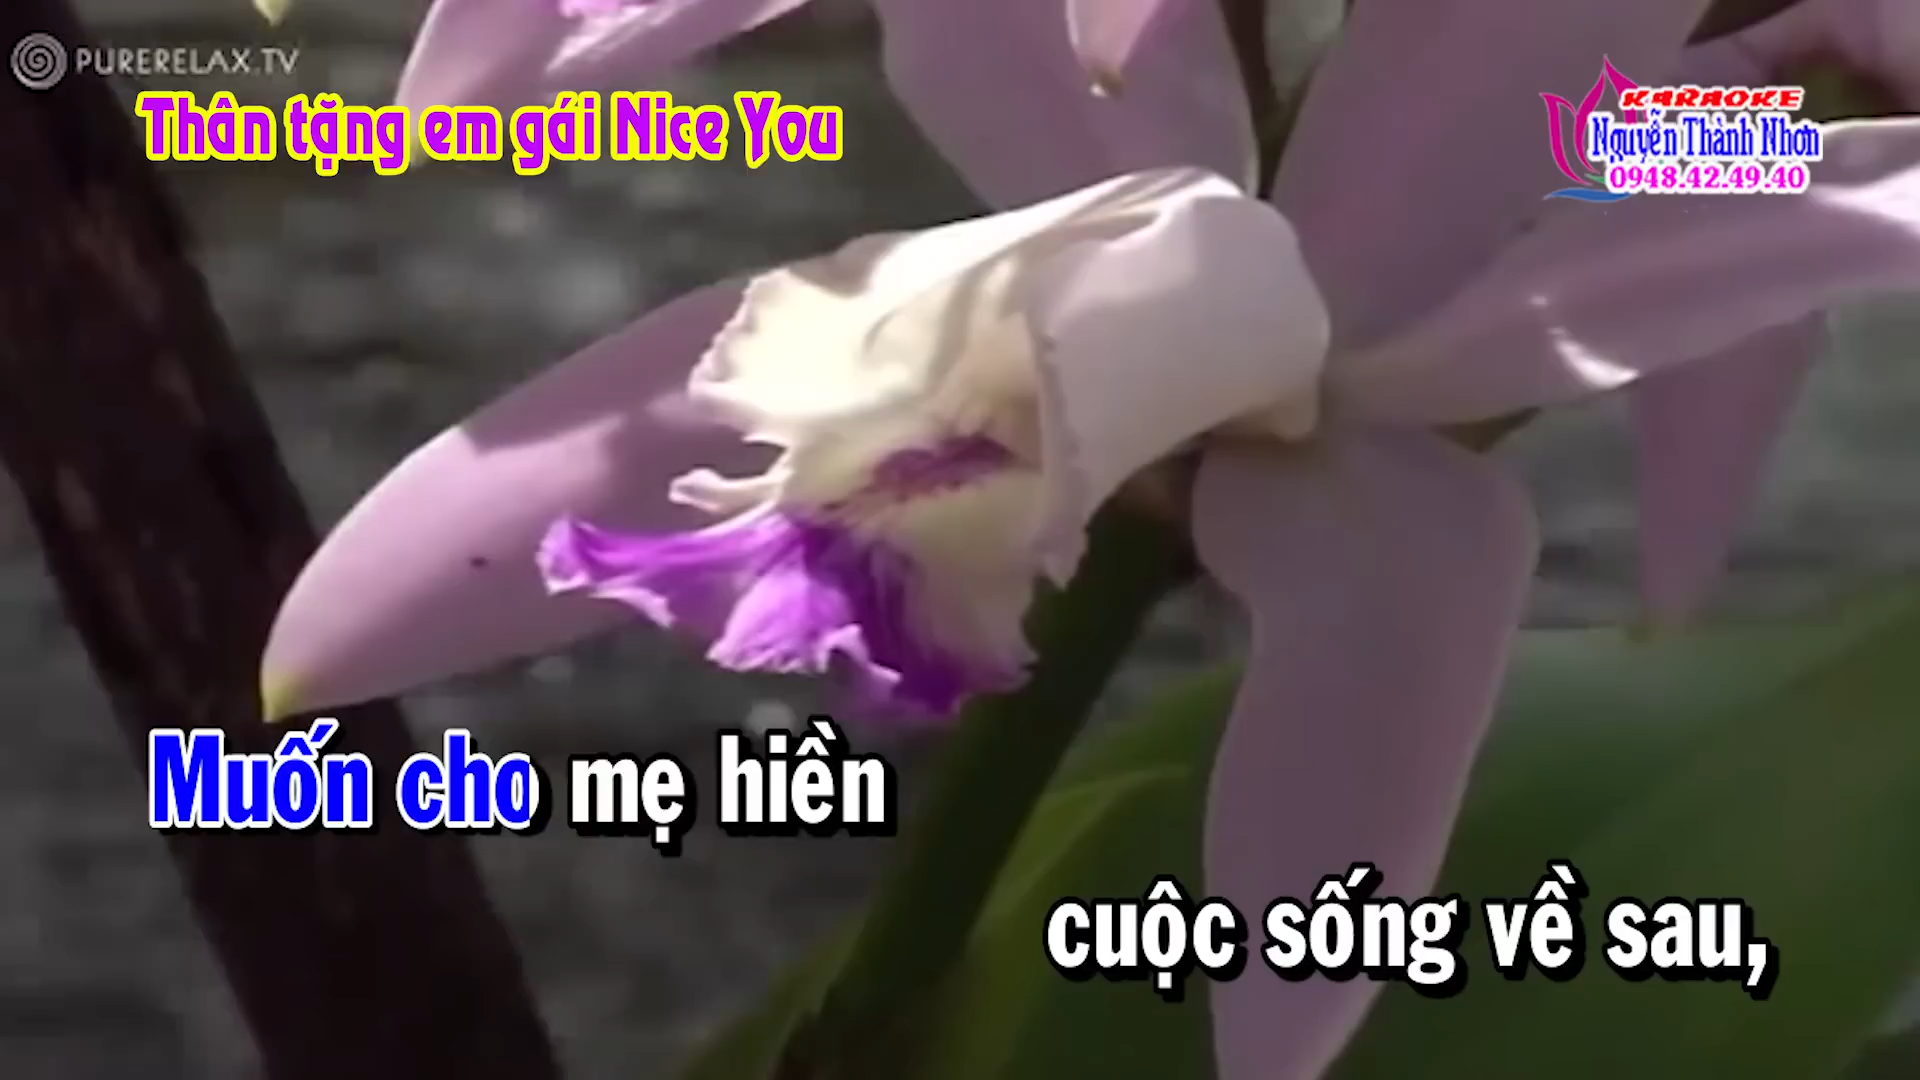 PURERELAX.TV
Thân tặng em gái Nice You
KARAOKE
Nguyễn Thành Nhơn
0948.42.49.40
Muốn cho mẹ hiền
cuộc sống về sau,